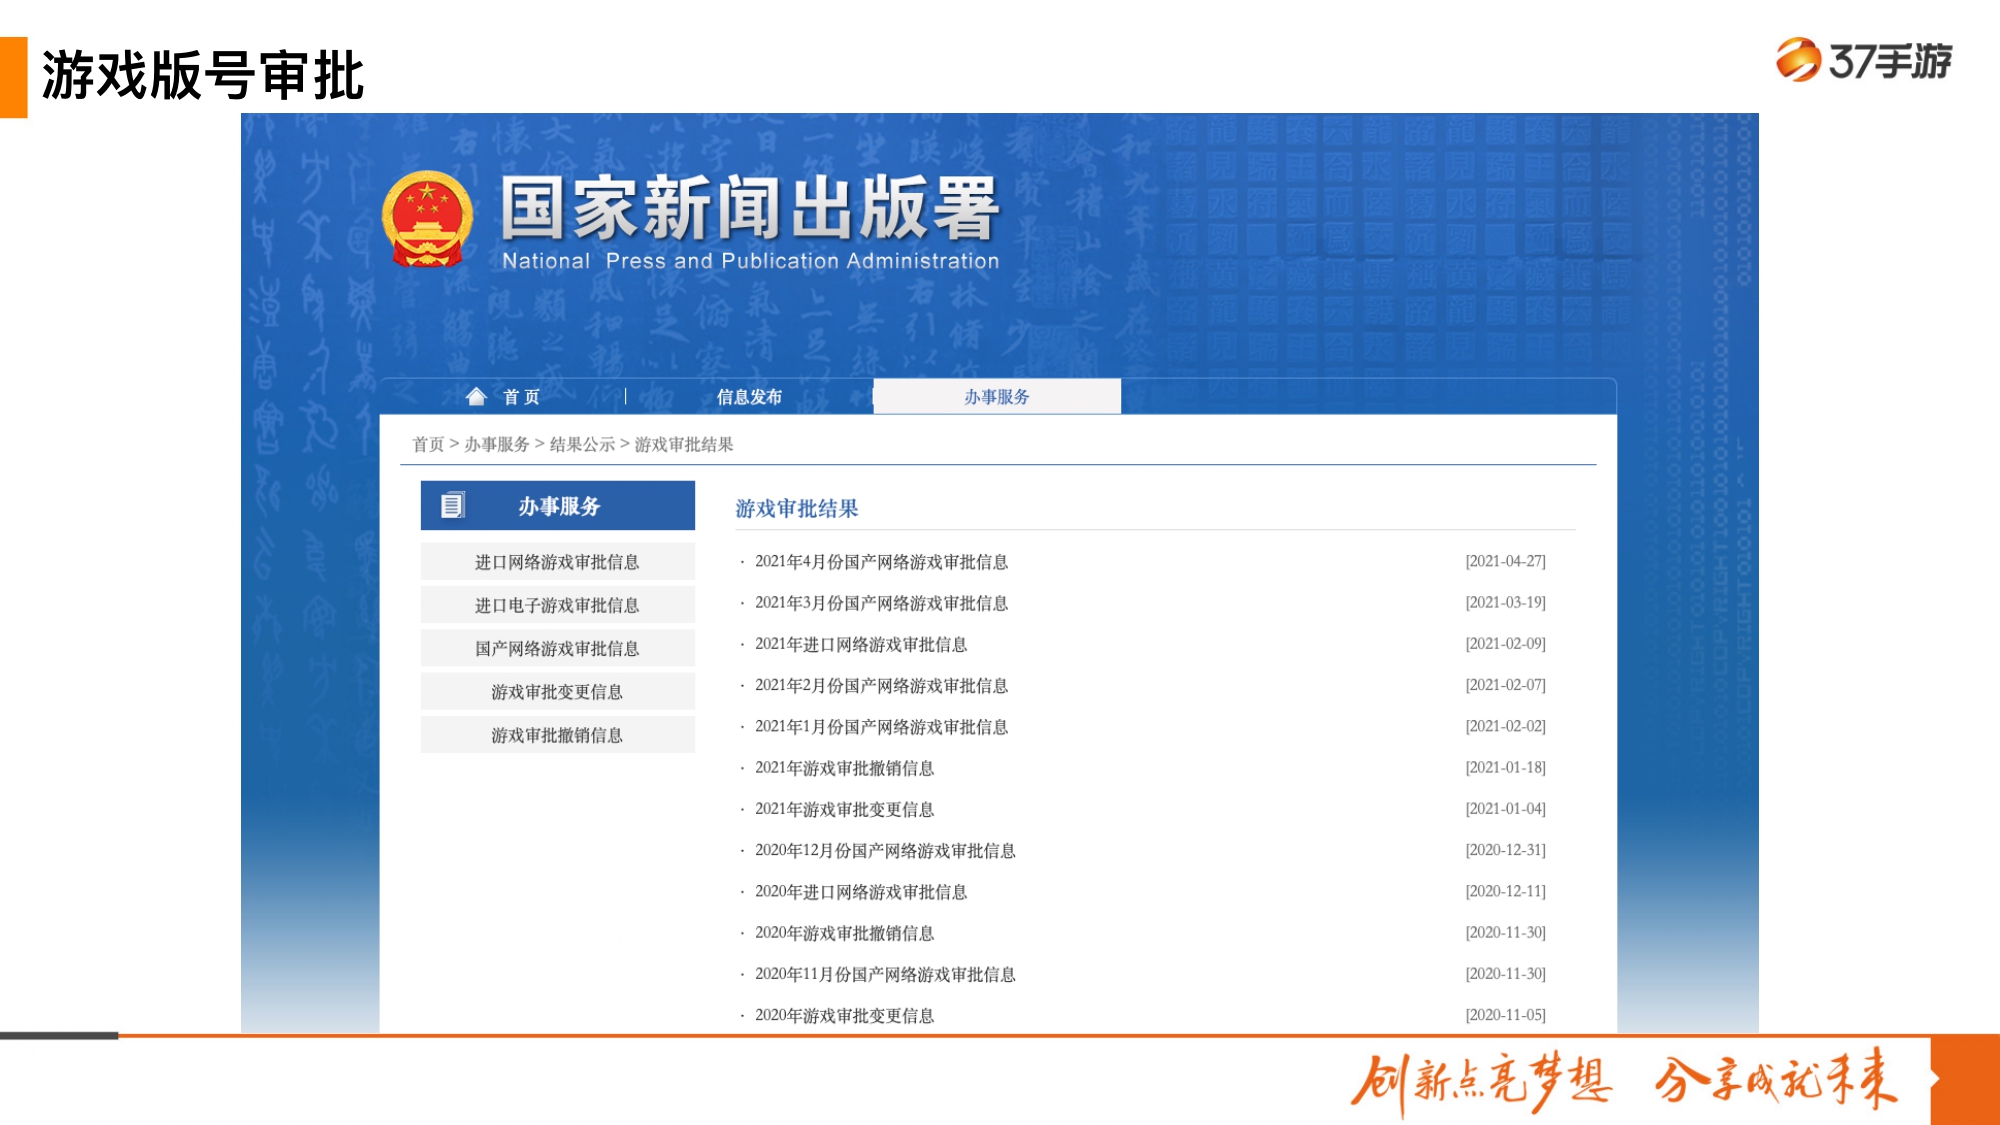 游戏版号审批
37手游
国家新闻出版署
National Press and Publication Administration
首 页
信息发布
办事服务
首页 > 办事服务 > 结果公示 > 游戏审批结果
办事服务
进口网络游戏审批信息
进口电子游戏审批信息
国产网络游戏审批信息
游戏审批变更信息
游戏审批撤销信息
游戏审批结果
· 2021年4月份国产网络游戏审批信息 [2021-04-27]
· 2021年3月份国产网络游戏审批信息 [2021-03-19]
· 2021年进口网络游戏审批信息 [2021-02-09]
· 2021年2月份国产网络游戏审批信息 [2021-02-07]
· 2021年1月份国产网络游戏审批信息 [2021-02-02]
· 2021年游戏审批撤销信息 [2021-01-18]
· 2021年游戏审批变更信息 [2021-01-04]
· 2020年12月份国产网络游戏审批信息 [2020-12-31]
· 2020年进口网络游戏审批信息 [2020-12-11]
· 2020年游戏审批撤销信息 [2020-11-30]
· 2020年11月份国产网络游戏审批信息 [2020-11-30]
· 2020年游戏审批变更信息 [2020-11-05]
创新点亮梦想 分享成就未来